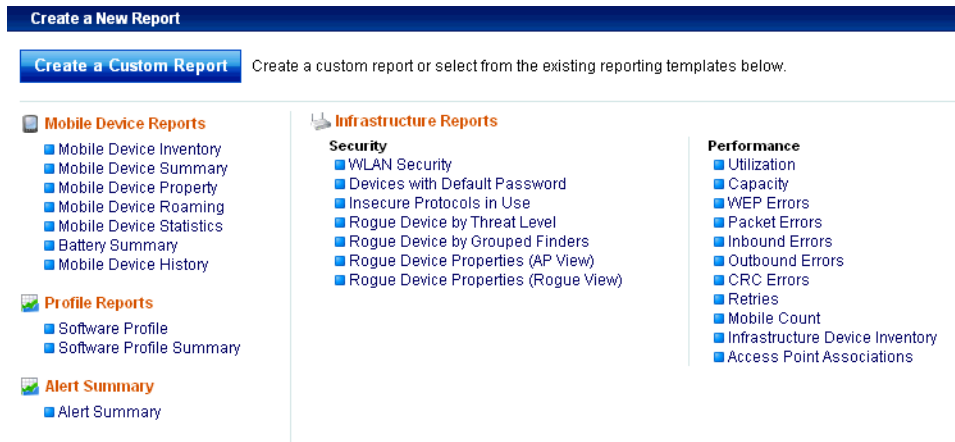 Create a New Report
Create a Custom Report
Create a custom report or select from the existing reporting templates below.
Mobile Device Reports
Mobile Device Inventory
Mobile Device Summary
Mobile Device Property
Mobile Device Roaming
Mobile Device Statistics
Battery Summary
Mobile Device History
Profile Reports
Software Profile
Software Profile Summary
Alert Summary
Alert Summary
Infrastructure Reports
Security
WLAN Security
Devices with Default Password
Insecure Protocols in Use
Rogue Device by Threat Level
Rogue Device by Grouped Finders
Rogue Device Properties (AP View)
Rogue Device Properties (Rogue View)
Performance
Utilization
Capacity
WEP Errors
Packet Errors
Inbound Errors
Outbound Errors
CRC Errors
Retries
Mobile Count
Infrastructure Device Inventory
Access Point Associations